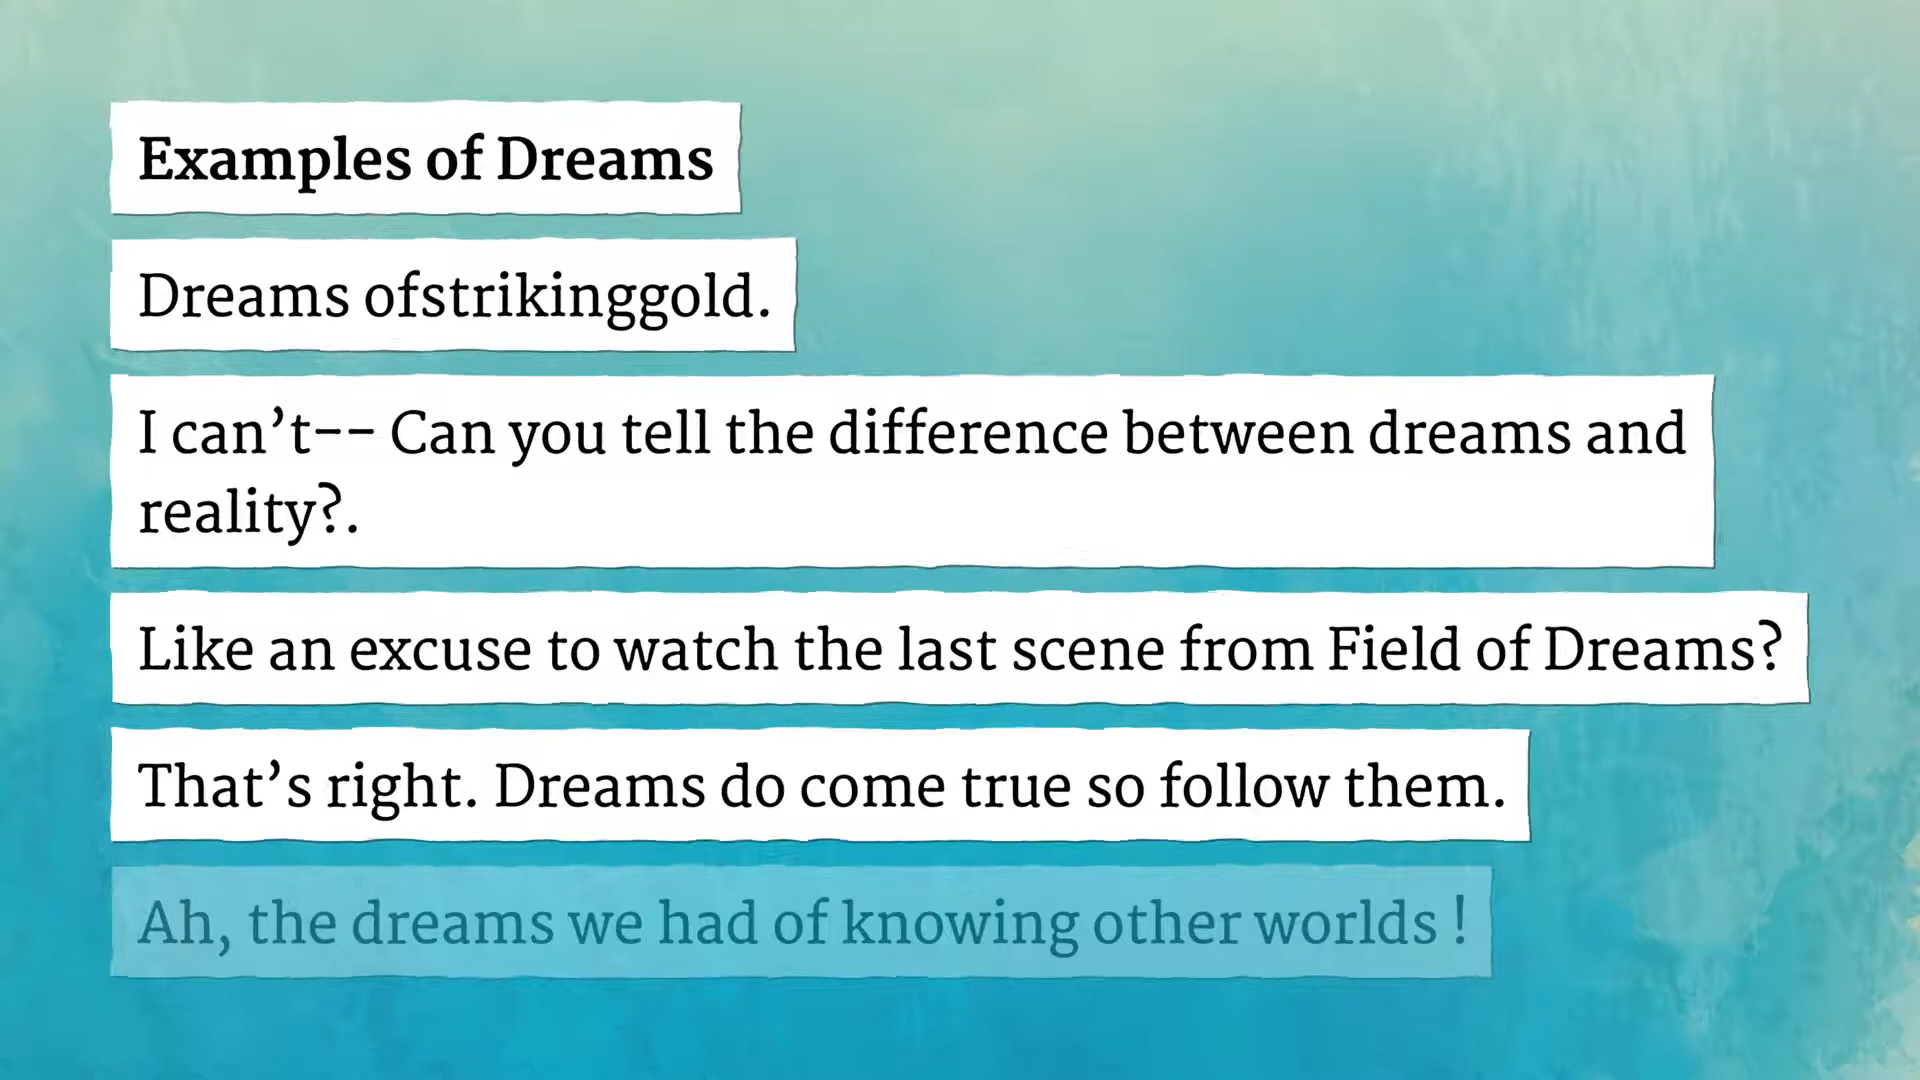 Examples of Dreams
Dreams ofstrikinggold.
I can’t-- Can you tell the difference between dreams and
reality?.
Like an excuse to watch the last scene from Field of Dreams?
That’s right. Dreams do come true so follow them.
Ah, the dreams we had of knowing other worlds !